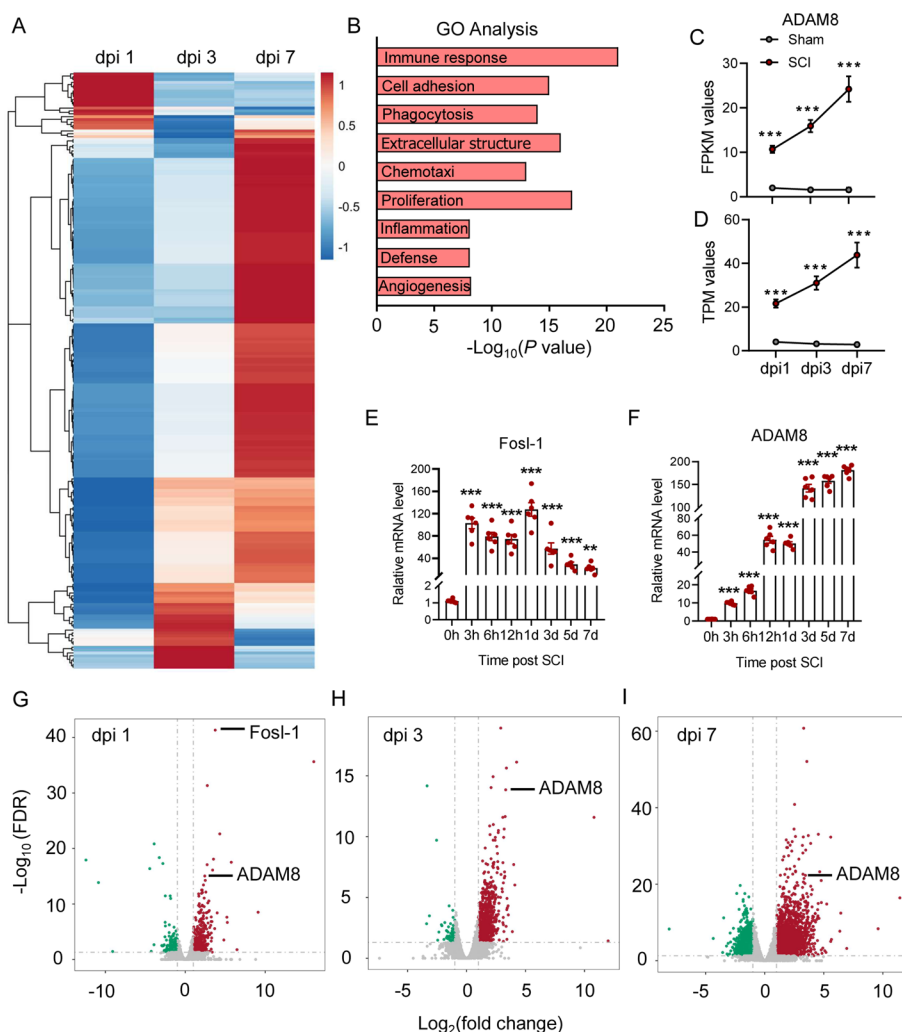 A
dpi 1 dpi 3 dpi 7
1
0.5
0
-0.5
-1
B
GO Analysis
Immune response
Cell adhesion
Phagocytosis
Extracellular structure
Chemotaxi
Proliferation
Inflammation
Defense
Angiogenesis
0 5 10 15 20 25
-Log10(P value)
C
ADAM8
Sham
SCI
FPKM values
30
20
10
0
***
***
***
D
TPM values
60
40
20
0
***
***
***
dpi1 dpi3 dpi7
E
Fosl-1
Ralative mRNA level
200
160
120
80
40
2
1
0
***
***
***
***
***
***
**
0h 3h 6h 12h 1d 3d 5d 7d
Time post SCI
F
ADAM8
Ralative mRNA level
200
150
100
80
60
40
20
10
0
***
***
***
***
***
***
***
0h 3h 6h 12h 1d 3d 5d 7d
Time post SCI
G
dpi 1
Fosl-1
ADAM8
-Log10 (FDR)
40
30
20
10
0
-10 0 10
H
dpi 3
ADAM8
15
10
5
0
-5 0 5 10
Log2(fold change)
I
dpi 7
ADAM8
60
40
20
0
-5 0 5 10